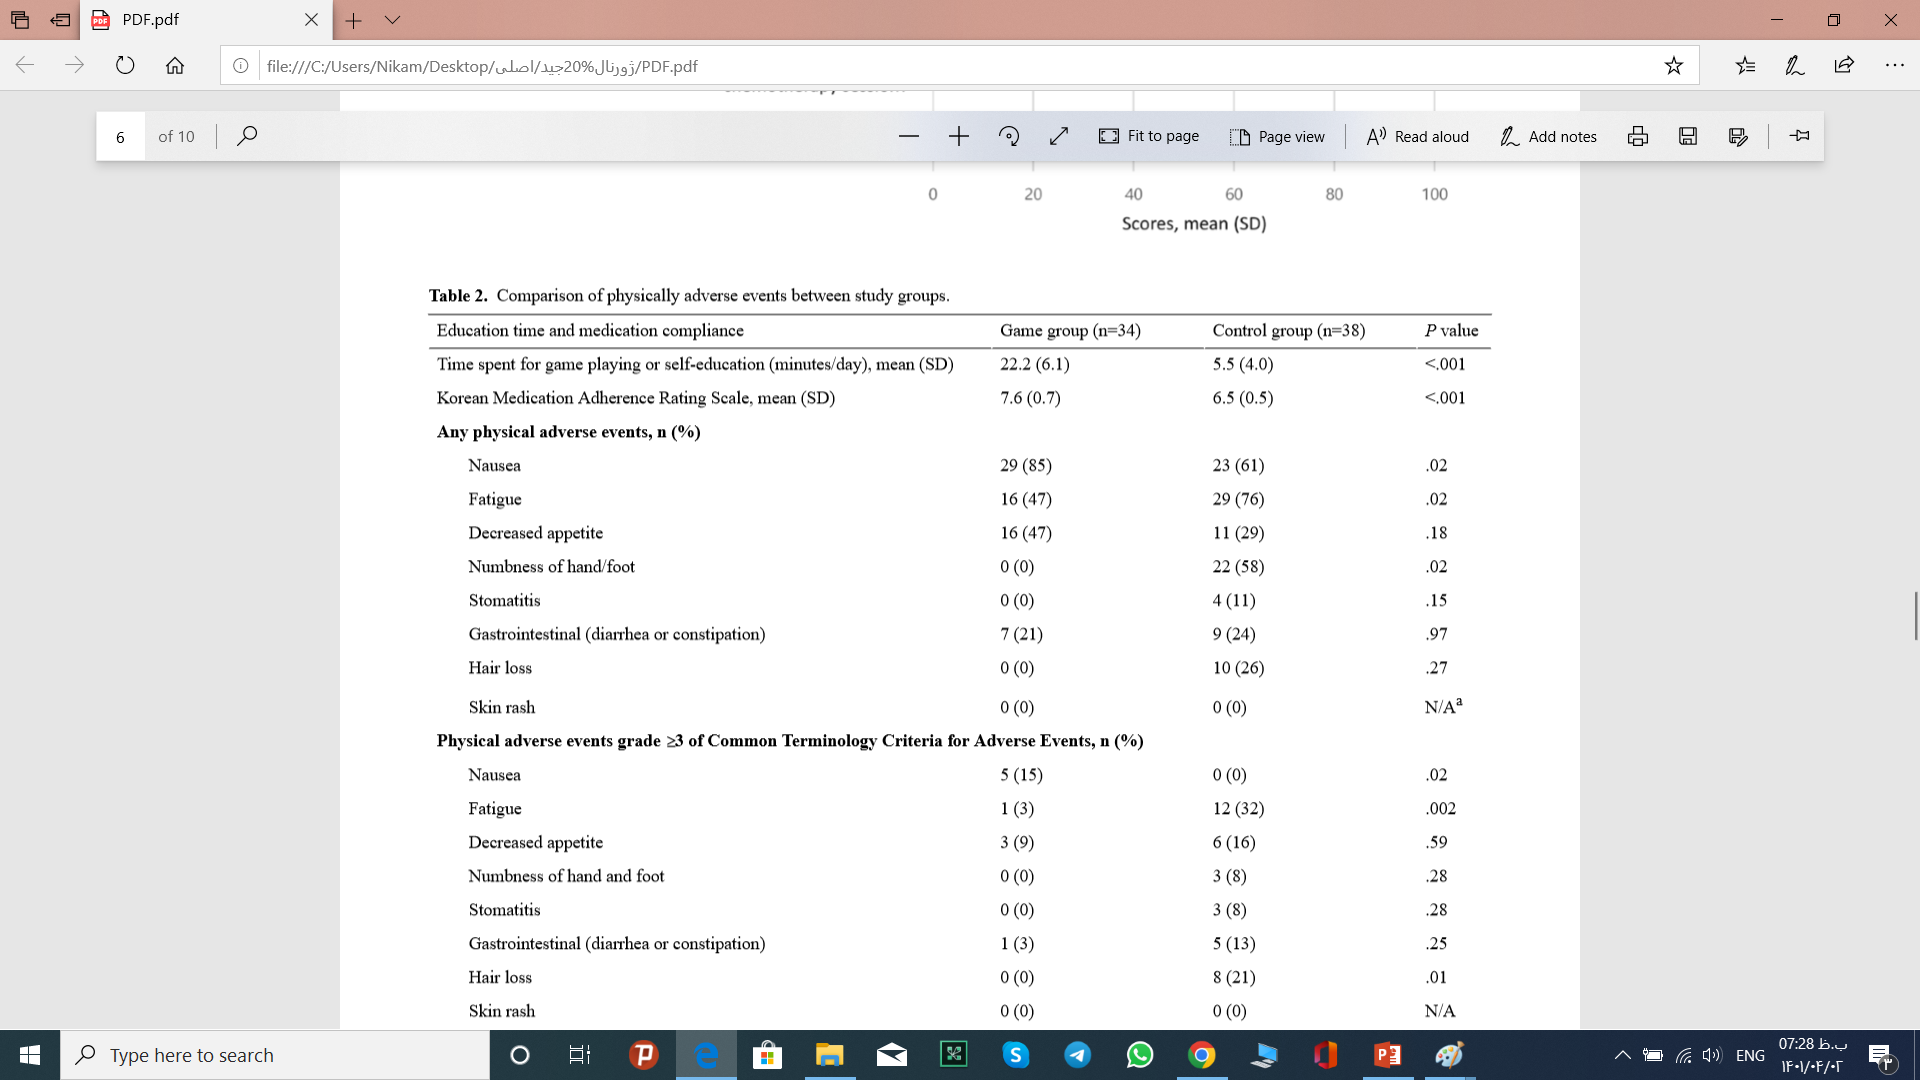 PDF.pdf
file:///C:/Users/Nikam/Desktop/اصلی/جید%20ژورنال/PDF.pdf
6 of 10 Fit to page Page view Read aloud Add notes
0 20 40 60 80 100
Scores, mean (SD)
Table 2. Comparison of physically adverse events between study groups.
Education time and medication compliance Game group (n=34) Control group (n=38) P value
Time spent for game playing or self-education (minutes/day), mean (SD) 22.2 (6.1) 5.5 (4.0) <.001
Korean Medication Adherence Rating Scale, mean (SD) 7.6 (0.7) 6.5 (0.5) <.001
Any physical adverse events, n (%)
Nausea 29 (85) 23 (61) .02
Fatigue 16 (47) 29 (76) .02
Decreased appetite 16 (47) 11 (29) .18
Numbness of hand/foot 0 (0) 22 (58) .02
Stomatitis 0 (0) 4 (11) .15
Gastrointestinal (diarrhea or constipation) 7 (21) 9 (24) .97
Hair loss 0 (0) 10 (26) .27
Skin rash 0 (0) 0 (0) N/Aª
Physical adverse events grade ≥3 of Common Terminology Criteria for Adverse Events, n (%)
Nausea 5 (15) 0 (0) .02
Fatigue 1 (3) 12 (32) .002
Decreased appetite 3 (9) 6 (16) .59
Numbness of hand and foot 0 (0) 3 (8) .28
Stomatitis 0 (0) 3 (8) .28
Gastrointestinal (diarrhea or constipation) 1 (3) 5 (13) .25
Hair loss 0 (0) 8 (21) .01
Skin rash 0 (0) 0 (0) N/A
Type here to search
ENG
07:28 ب.ظ
۱۴۰۱/۰۴/۰۲
۳